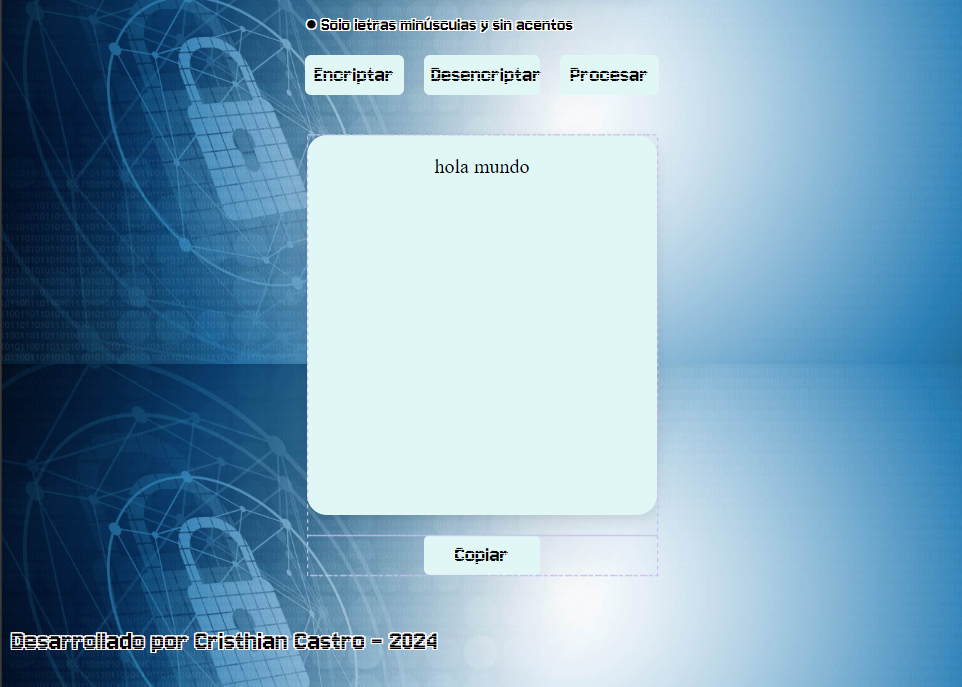 ● Solo letras minúsculas y sin acentos
Encriptar Desencriptar Procesar
hola mundo
Copiar
Desarrollado por Cristhian Castro - 2024